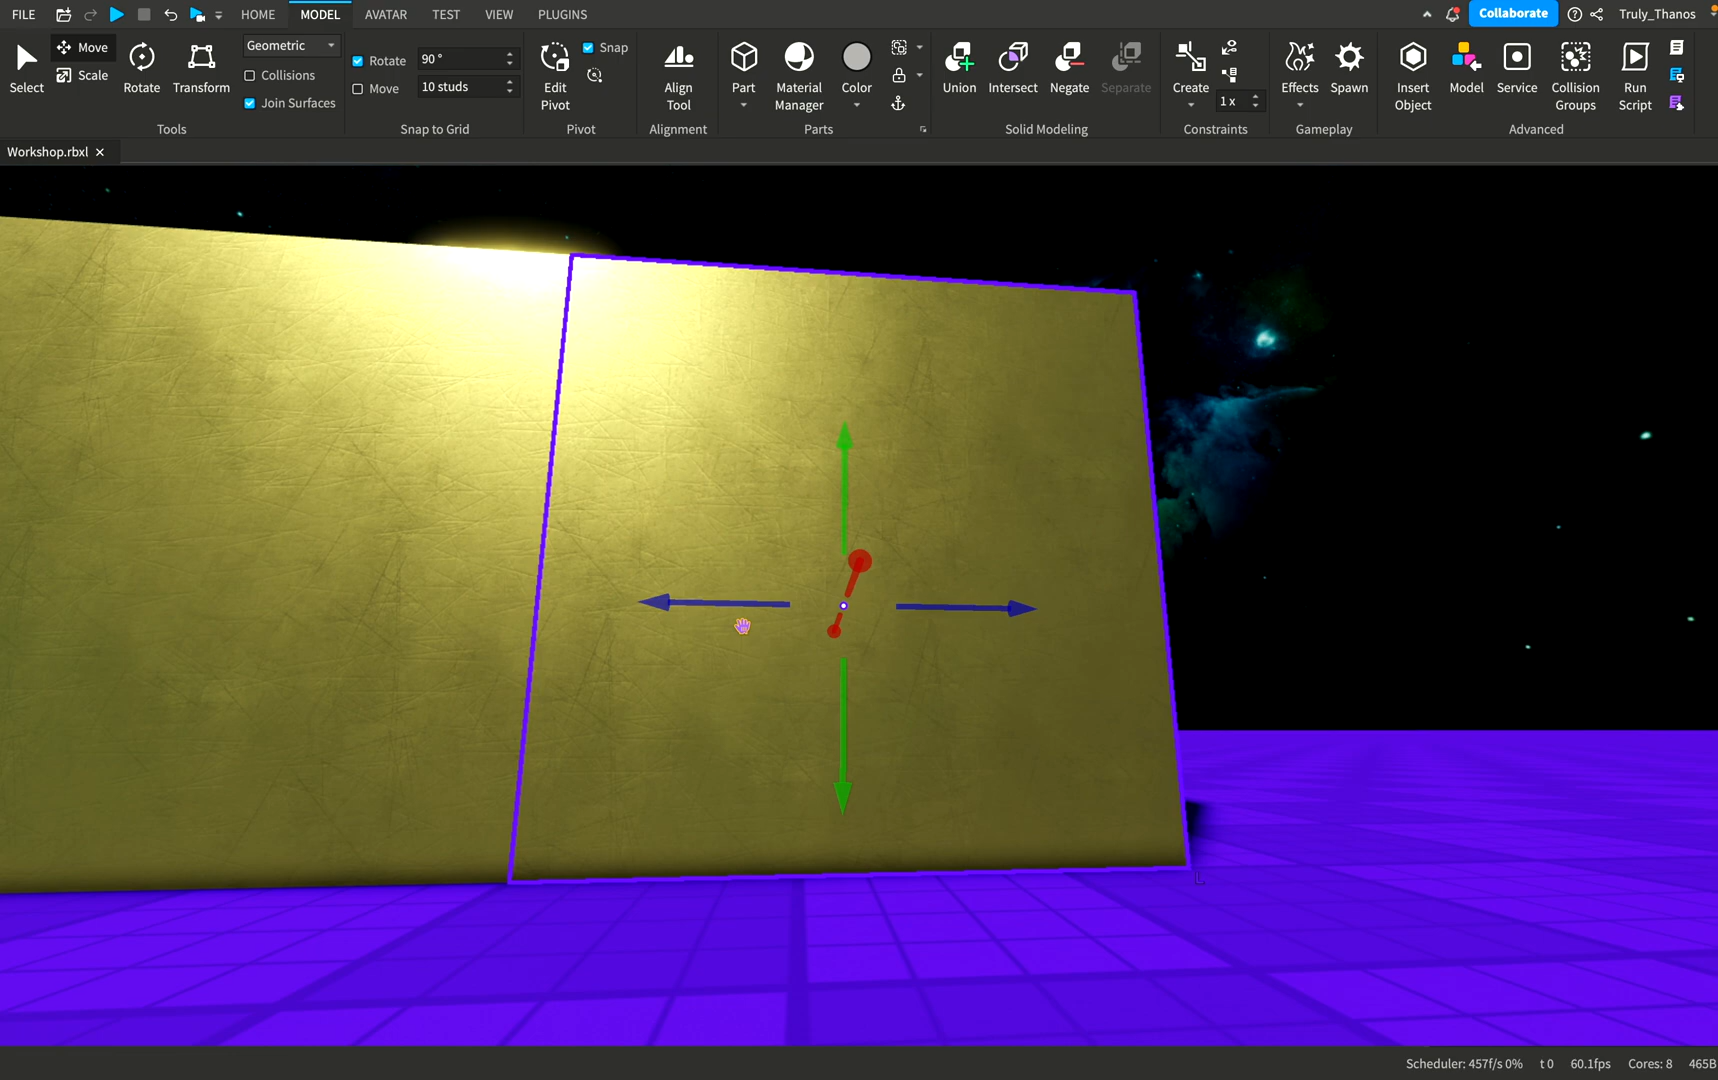 FILE HOME MODEL AVATAR TEST VIEW PLUGINS Collaborate Truly_Thanos
Select Move Scale Rotate Transform Geometric Collisions Join Surfaces
Tools
Rotate 90 °
Move 10 studs
Snap to Grid
Edit Pivot Snap
Pivot
Align Tool
Alignment
Part Material Manager Color
Parts
Union Intersect Negate Separate
Solid Modeling
Create 1 x
Constraints
Effects Spawn
Gameplay
Insert Object Model Service Collision Groups Run Script
Advanced
Workshop.rbxl
L
Scheduler: 457f/s 0% t 0 60.1fps Cores: 8 465B